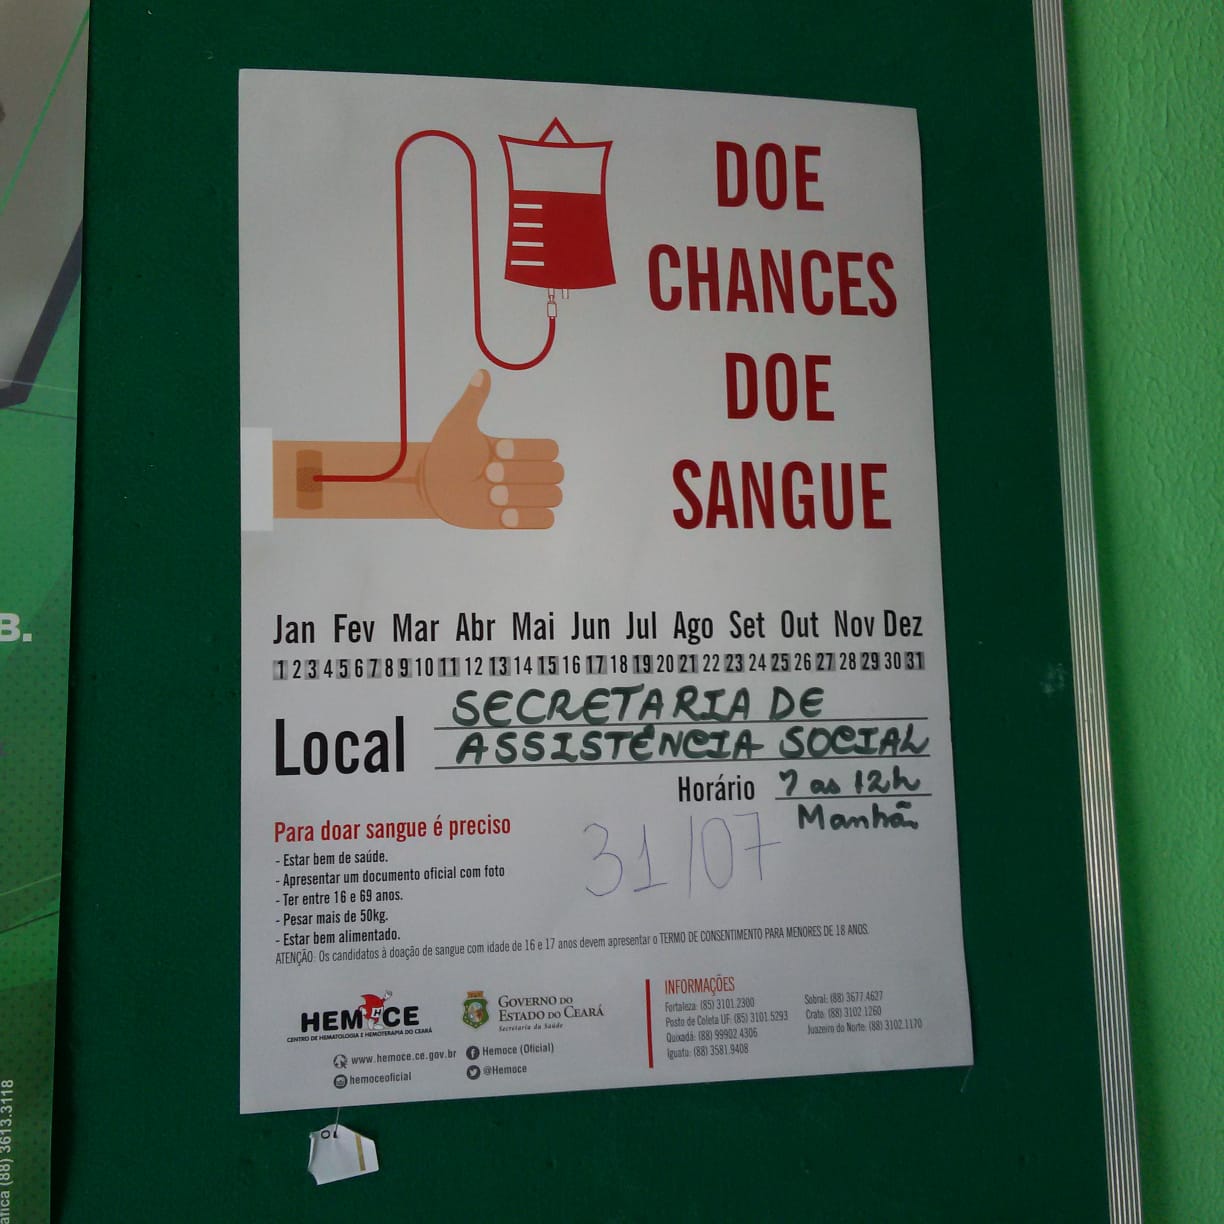 DOE
CHANCES
DOE
SANGUE
Jan Fev Mar Abr Mai Jun Jul Ago Set Out Nov Dez
1 2 3 4 5 6 7 8 9 10 11 12 13 14 15 16 17 18 19 20 21 22 23 24 25 26 27 28 29 30 31
Local SECRETARIA DE
ASSISTÊNCIA SOCIAL
Horário 7 as 12h
Manhã
31/07
Para doar sangue é preciso
- Estar bem de saúde.
- Apresentar um documento oficial com foto
- Ter entre 16 e 69 anos.
- Pesar mais de 50kg.
- Estar bem alimentado.
ATENÇÃO: Os candidatos à doação de sangue com idade de 16 e 17 anos devem apresentar o TERMO DE CONSENTIMENTO PARA MENORES DE 18 ANOS.
HEMOCE
CENTRO DE HEMATOLOGIA E HEMOTERAPIA DO CEARÁ
GOVERNO DO
ESTADO DO CEARÁ
Secretaria da Saúde
www.hemoce.ce.gov.br
Hemoce (Oficial)
hemoceoficial
@Hemoce
INFORMAÇÕES
Fortaleza: (85) 3101.2300
Posto de Coleta IJF: (85) 3101.5293
Quixadá: (88) 99902.4306
Iguatu: (88) 3581.9408
Sobral: (88) 3677.4627
Crato: (88) 3102.1260
Juazeiro do Norte: (88) 3102.1170
B.
áfica (88) 3613.3118